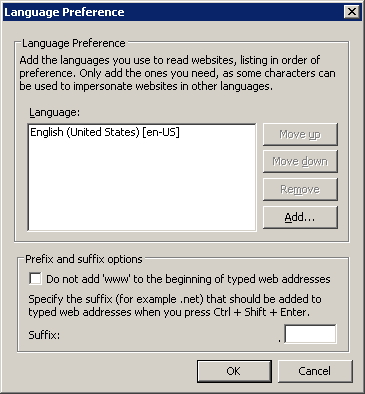 Language Preference
Language Preference
Add the languages you use to read websites, listing in order of
preference. Only add the ones you need, as some characters can
be used to impersonate websites in other languages.
Language:
English (United States) [en-US]
Move up
Move down
Remove
Add...
Prefix and suffix options
Do not add 'www' to the beginning of typed web addresses
Specify the suffix (for example .net) that should be added to
typed web addresses when you press Ctrl + Shift + Enter.
Suffix: .
OK Cancel